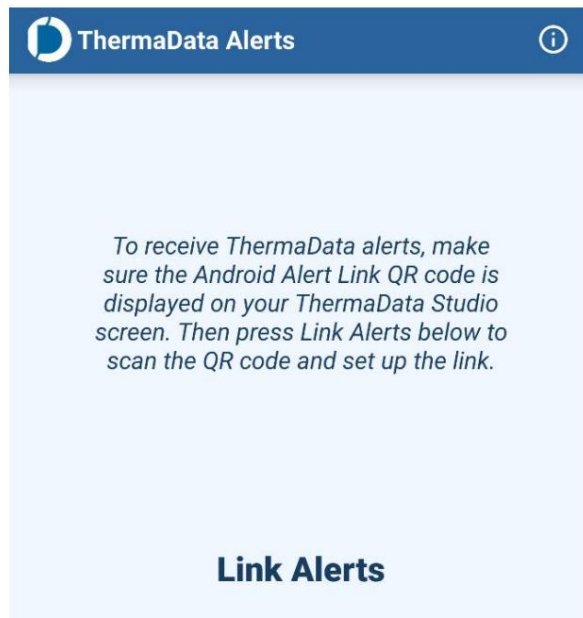 ThermaData Alerts
To receive ThermaData alerts, make
sure the Android Alert Link QR code is
displayed on your ThermaData Studio
screen. Then press Link Alerts below to
scan the QR code and set up the link.
Link Alerts